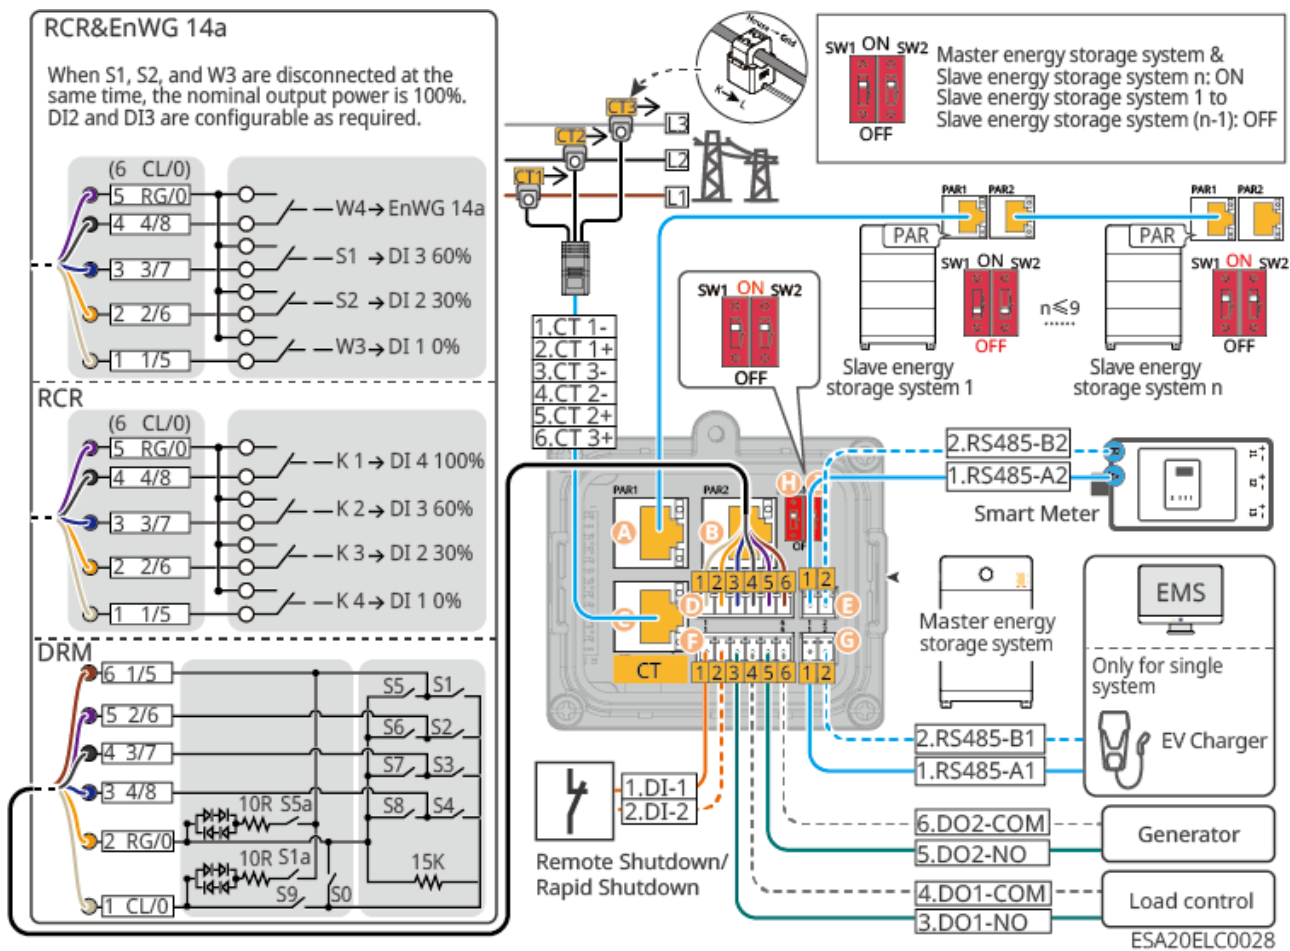 RCR&EnWG 14a
When S1, S2, and W3 are disconnected at the
same time, the nominal output power is 100%.
DI2 and DI3 are configurable as required.
(6 CL/0)
5 RG/0
4 4/8
3 3/7
2 2/6
1 1/5
W4→ EnWG 14a
S1 → DI 3 60%
S2 → DI 2 30%
W3→ DI 1 0%
RCR
(6 CL/0)
5 RG/0
4 4/8
3 3/7
2 2/6
1 1/5
K 1→ DI 4 100%
K 2→ DI 3 60%
K 3→ DI 2 30%
K 4→ DI 1 0%
DRM
6 1/5
5 2/6
4 3/7
3 4/8
2 RG/0
1 CL/0
S5 S1
S6 S2
S7 S3
S8 S4
10R S5a
10R S1a
S9 S0
15K
House → Grid
K→L
CT3
CT2
CT1
L3
L2
L1
1.CT 1-
2.CT 1+
3.CT 3-
4.CT 2-
5.CT 2+
6.CT 3+
SW1 ON SW2
OFF
Master energy storage system &
Slave energy storage system n: ON
Slave energy storage system 1 to
Slave energy storage system (n-1): OFF
PAR1 PAR2
PAR
SW1 ON SW2
OFF
Slave energy
storage system 1
n≤9
......
PAR1 PAR2
PAR
SW1 ON SW2
OFF
Slave energy
storage system n
SW1 ON SW2
OFF
PAR1
PAR2
A
B
H
D
E
F
G
CT
1 2 3 4 5 6
1 2
1 2 3 4 5 6
1 2
2.RS485-B2
1.RS485-A2
Smart Meter
Master energy
storage system
EMS
Only for single
system
EV Charger
2.RS485-B1
1.RS485-A1
1.DI-1
2.DI-2
Remote Shutdown/
Rapid Shutdown
6.DO2-COM
5.DO2-NO
Generator
4.DO1-COM
3.DO1-NO
Load control
ESA20ELC0028